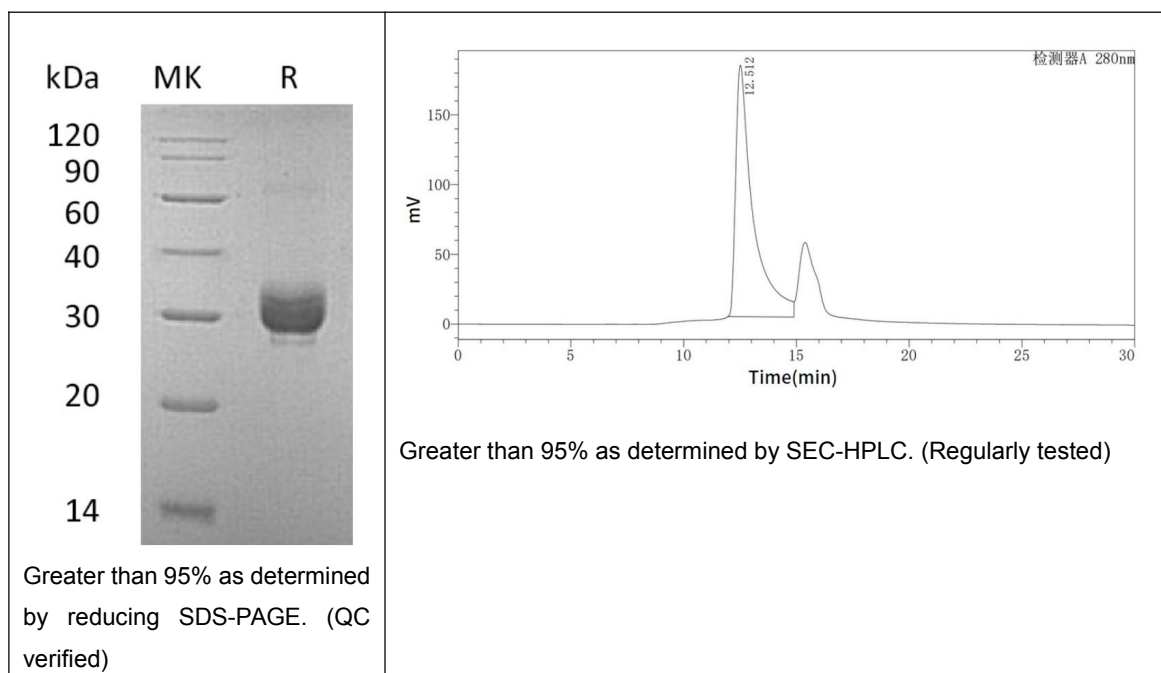 kDa MK R
120
90
60
40
30
20
14
Greater than 95% as determined
by reducing SDS-PAGE. (QC
verified)
检测器A 280nm
12.512
150
100
50
0
mV
0 5 10 15 20 25 30
Time(min)
Greater than 95% as determined by SEC-HPLC. (Regularly tested)